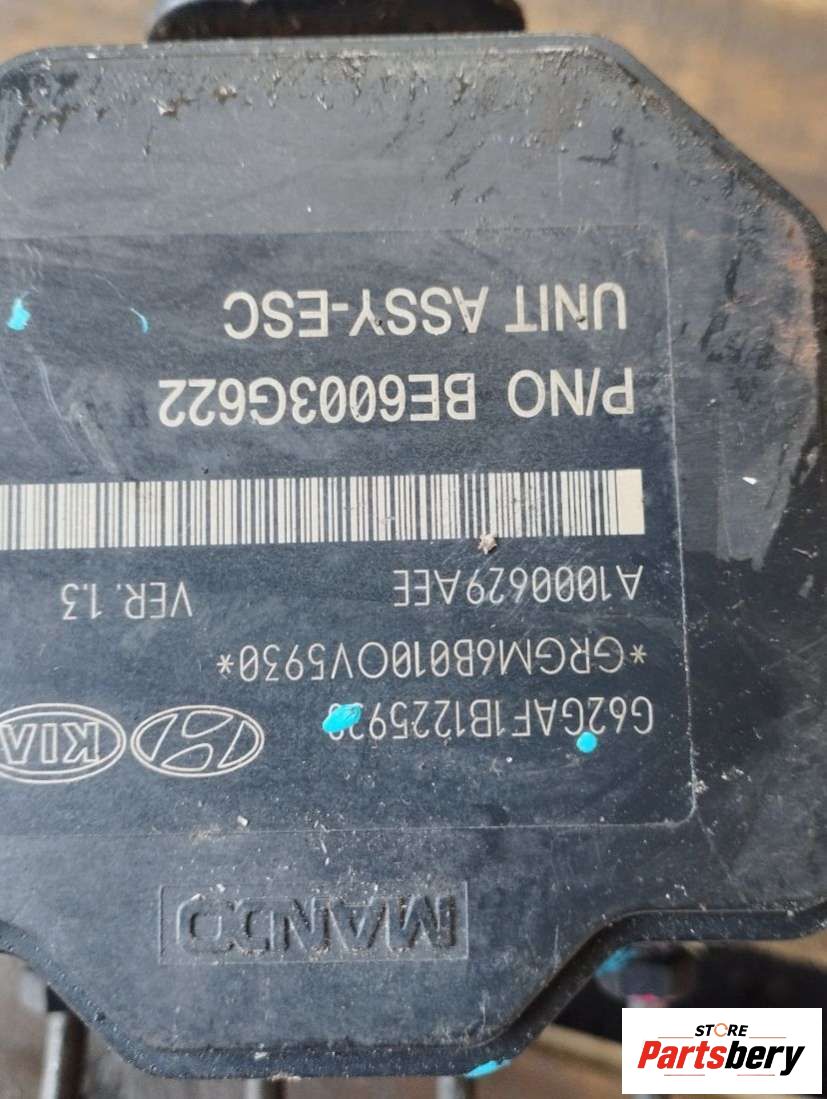 MANDO
KIA
*GRGM6B010OV5930*
A1000629AEE VER. 1.3
P/NO BE6003G622
UNIT ASSY-ESC
STORE
Partsbery